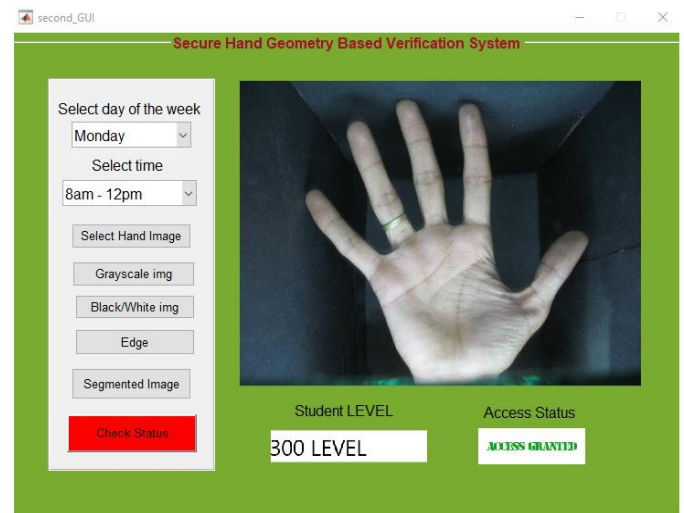 second_GUI
Secure Hand Geometry Based Verification System
Select day of the week
Monday
Select time
8am - 12pm
Select Hand Image
Grayscale img
Black/White img
Edge
Segmented Image
Check Status
Student LEVEL
300 LEVEL
Access Status
ACCESS GRANTED